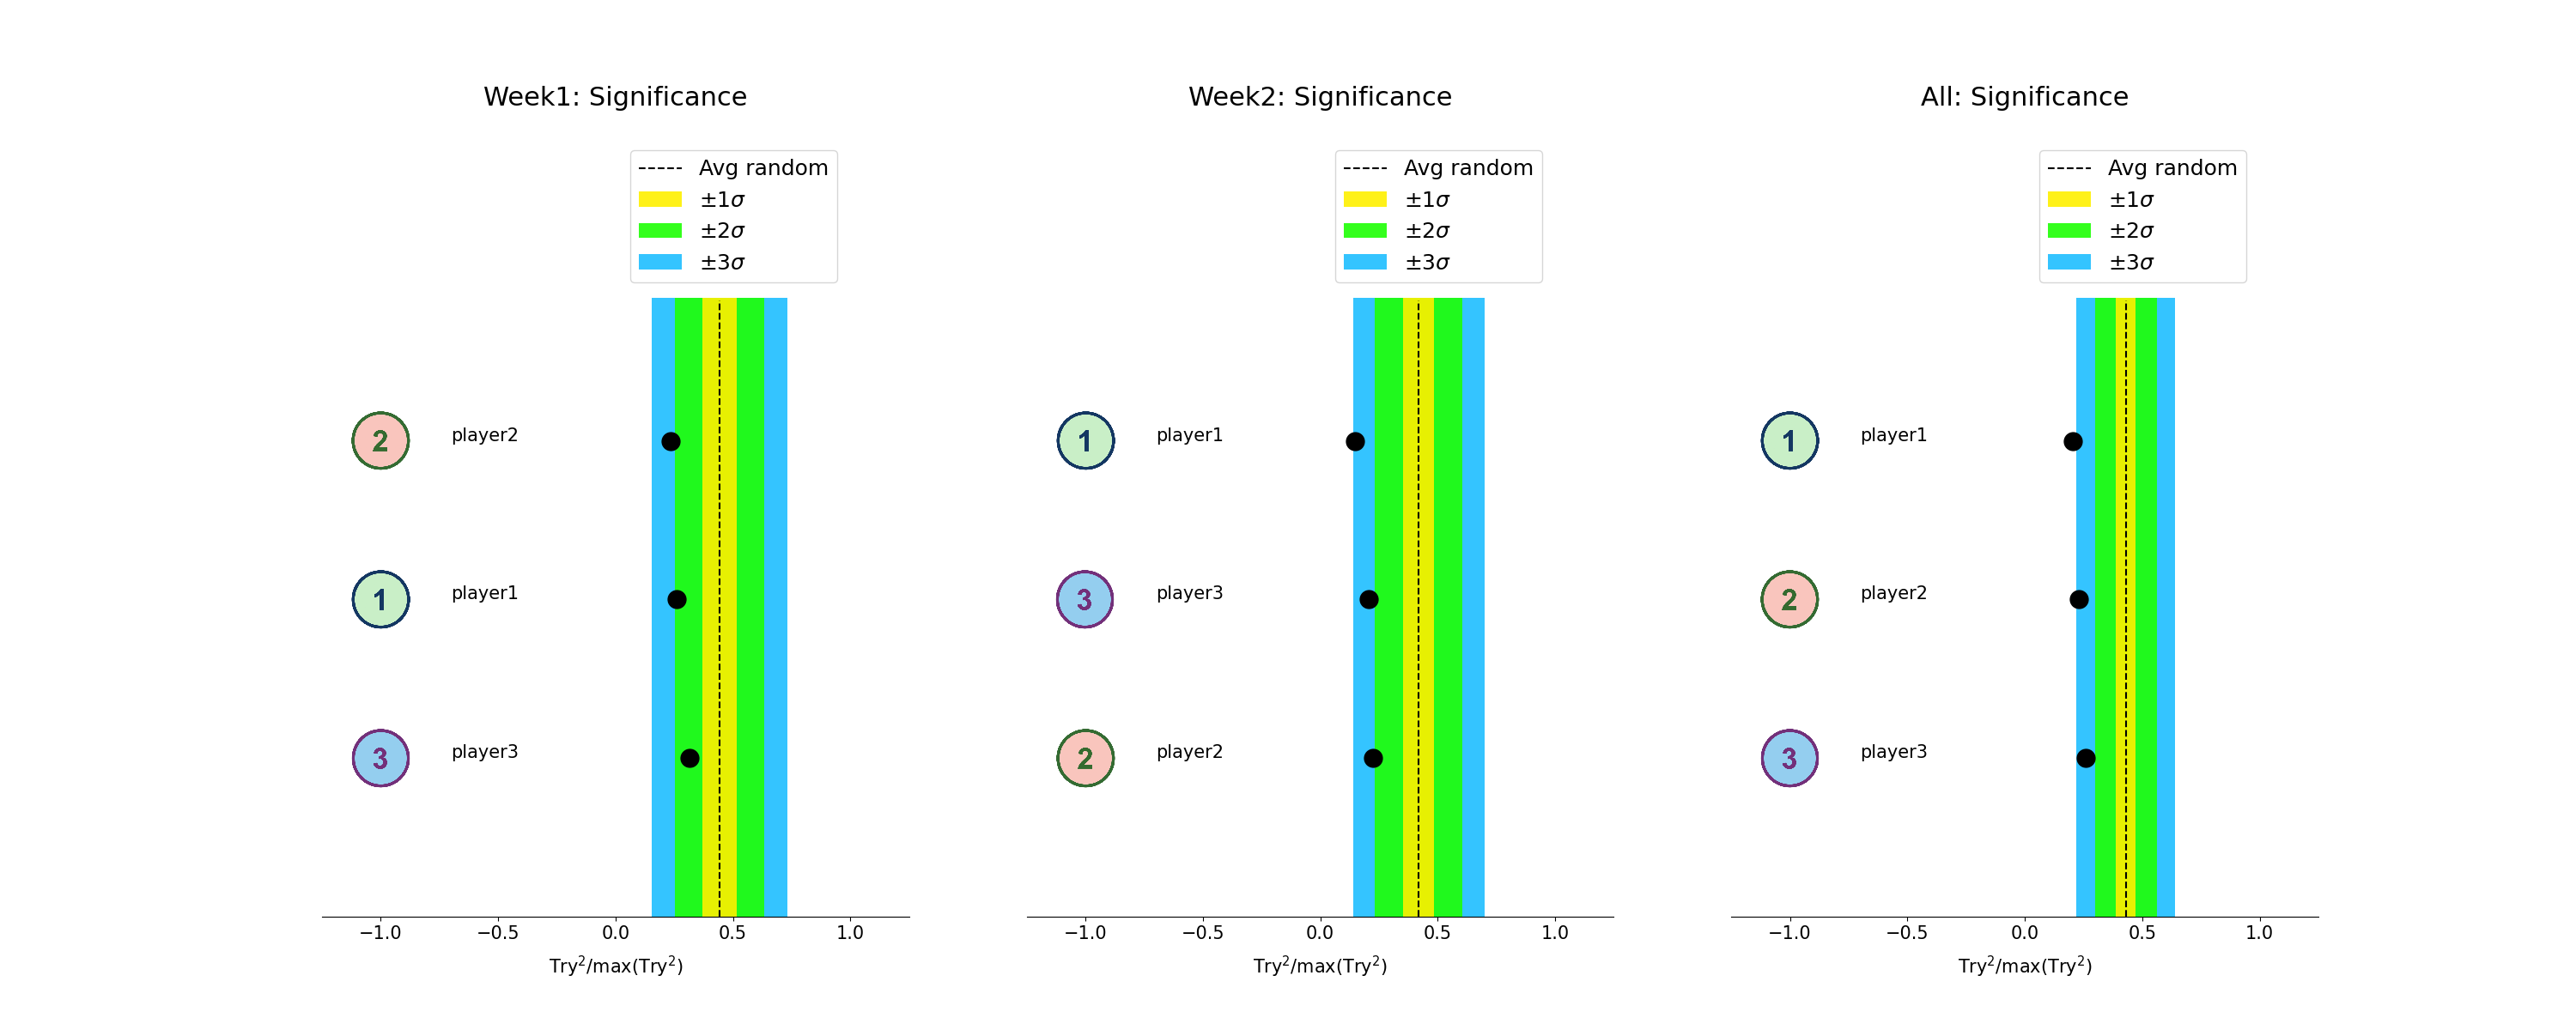 Week1: Significance
Avg random
±1σ
±2σ
±3σ
2 player2
1 player1
3 player3
−1.0 −0.5 0.0 0.5 1.0
Try²/max(Try²)
Week2: Significance
Avg random
±1σ
±2σ
±3σ
1 player1
3 player3
2 player2
−1.0 −0.5 0.0 0.5 1.0
Try²/max(Try²)
All: Significance
Avg random
±1σ
±2σ
±3σ
1 player1
2 player2
3 player3
−1.0 −0.5 0.0 0.5 1.0
Try²/max(Try²)